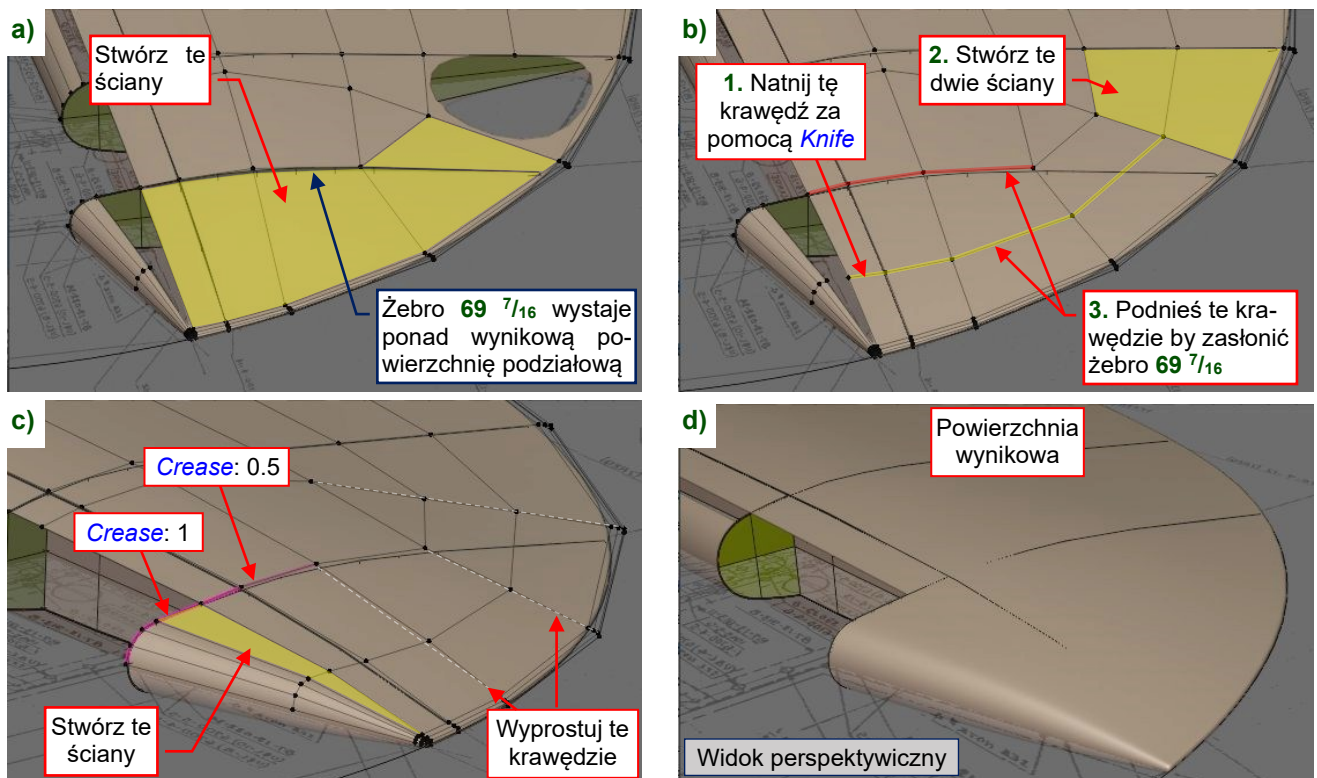 a)
Stwórz te
ściany
Żebro 69 7/16 wystaje
ponad wynikową po-
wierzchnię podziałową
b)
1. Natnij tę
krawędź za
pomocą Knife
2. Stwórz te
dwie ściany
3. Podnieś te kra-
wędzie by zasłonić
żebro 69 7/16
c)
Crease: 0.5
Crease: 1
Stwórz te
ściany
Wyprostuj te
krawędzie
d)
Powierzchnia
wynikowa
Widok perspektywiczny